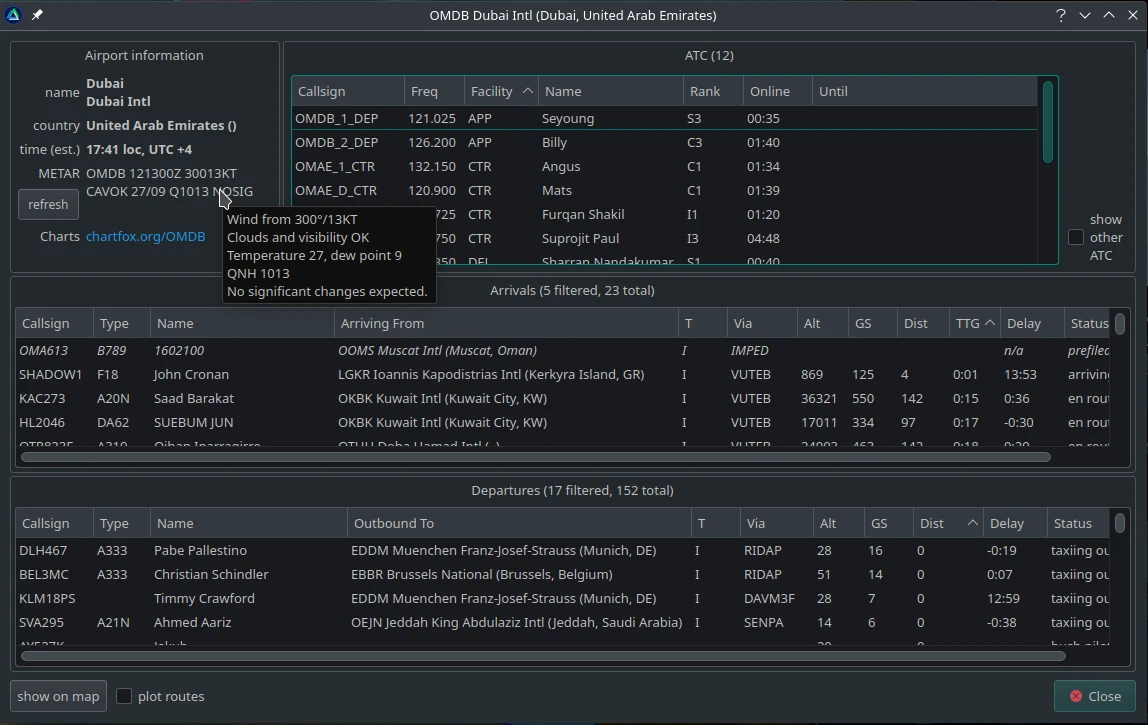 OMDB Dubai Intl (Dubai, United Arab Emirates)
Airport information
name Dubai
Dubai Intl
country United Arab Emirates ()
time (est.) 17:41 loc, UTC +4
METAR OMDB 121300Z 30013KT
CAVOK 27/09 Q1013 NOSIG
refresh
Charts chartfox.org/OMDB
Wind from 300°/13KT
Clouds and visibility OK
Temperature 27, dew point 9
QNH 1013
No significant changes expected.
ATC (12)
Callsign Freq Facility Name Rank Online Until
OMDB_1_DEP 121.025 APP Seyoung S3 00:35
OMDB_2_DEP 126.200 APP Billy C3 01:40
OMAE_1_CTR 132.150 CTR Angus C1 01:34
OMAE_D_CTR 120.900 CTR Mats C1 01:39
725 CTR Furqan Shakil I1 01:20
750 CTR Suprojit Paul I3 04:48
350 DEL Sharran Nandakumar S1 00:40
show
other
ATC
Arrivals (5 filtered, 23 total)
Callsign Type Name Arriving From T Via Alt GS Dist TTG Delay Status
OMA613 B789 1602100 OOMS Muscat Intl (Muscat, Oman) I IMPED n/a prefiled
SHADOW1 F18 John Cronan LGKR Ioannis Kapodistrias Intl (Kerkyra Island, GR) I VUTEB 869 125 4 0:01 13:53 arriving
KAC273 A20N Saad Barakat OKBK Kuwait Intl (Kuwait City, KW) I VUTEB 36321 550 142 0:15 0:36 en rou
HL2046 DA62 SUEBUM JUN OKBK Kuwait Intl (Kuwait City, KW) I VUTEB 17011 334 97 0:17 -0:30 en rou
A319 OTHH Doha Hamad Intl (-) I VUTEB 142 0:18 en rou
Departures (17 filtered, 152 total)
Callsign Type Name Outbound To T Via Alt GS Dist Delay Status
DLH467 A333 Pabe Pallestino EDDM Muenchen Franz-Josef-Strauss (Munich, DE) I RIDAP 28 16 0 -0:19 taxiing ou
BEL3MC A333 Christian Schindler EBBR Brussels National (Brussels, Belgium) I RIDAP 51 14 0 0:07 taxiing ou
KLM18PS Timmy Crawford EDDM Muenchen Franz-Josef-Strauss (Munich, DE) I DAVM3F 28 7 0 12:59 taxiing ou
SVA295 A21N Ahmed Aariz OEJN Jeddah King Abdulaziz Intl (Jeddah, Saudi Arabia) I SENPA 14 6 0 -0:38 taxiing ou
show on map plot routes
Close